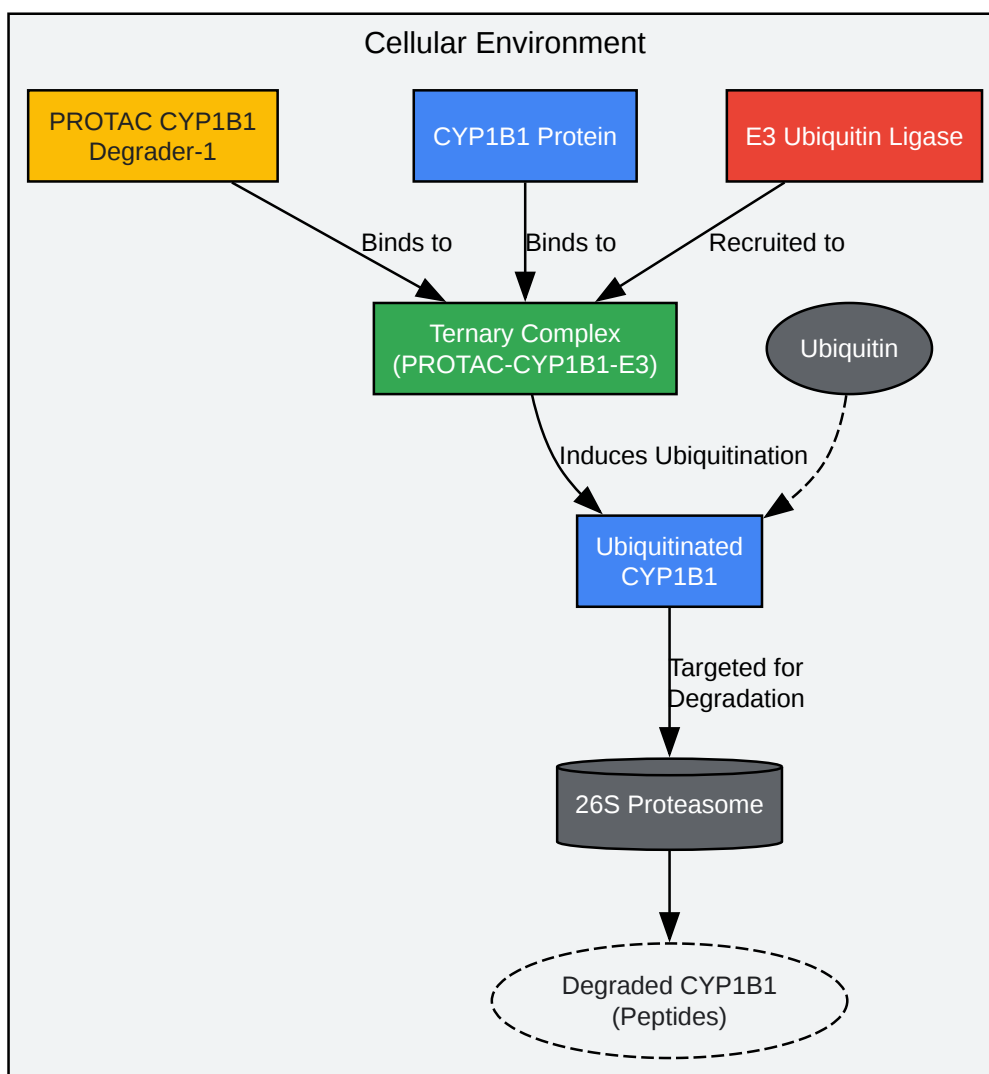 Cellular Environment
PROTAC CYP1B1
Degrader-1
CYP1B1 Protein
E3 Ubiquitin Ligase
Binds to
Binds to
Recruited to
Ternary Complex
(PROTAC-CYP1B1-E3)
Ubiquitin
Induces Ubiquitination
Ubiquitinated
CYP1B1
Targeted for
Degradation
26S Proteasome
Degraded CYP1B1
(Peptides)